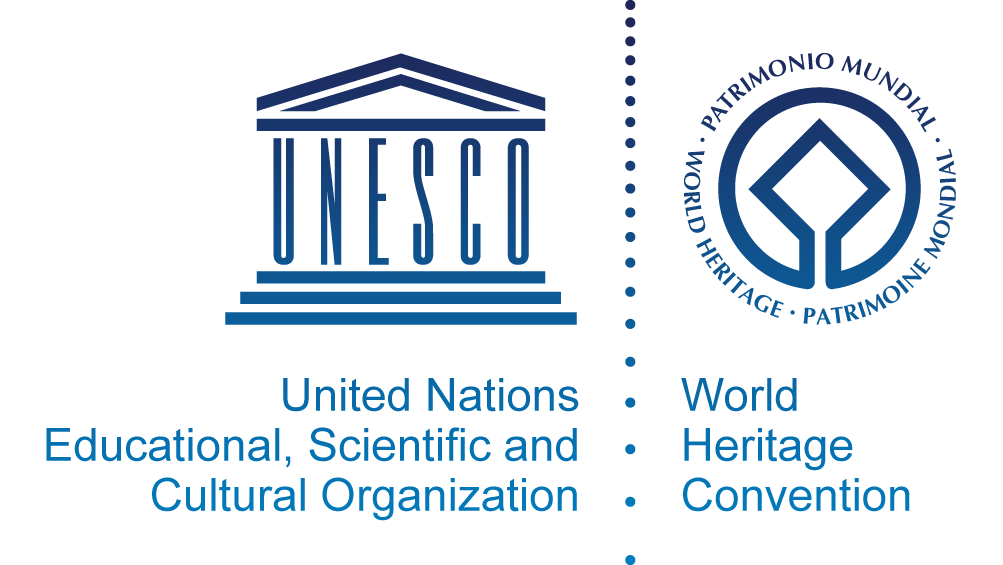 UNESCO
United Nations
Educational, Scientific and
Cultural Organization
WORLD HERITAGE · PATRIMONIO MUNDIAL · PATRIMOINE MONDIAL ·
World
Heritage
Convention